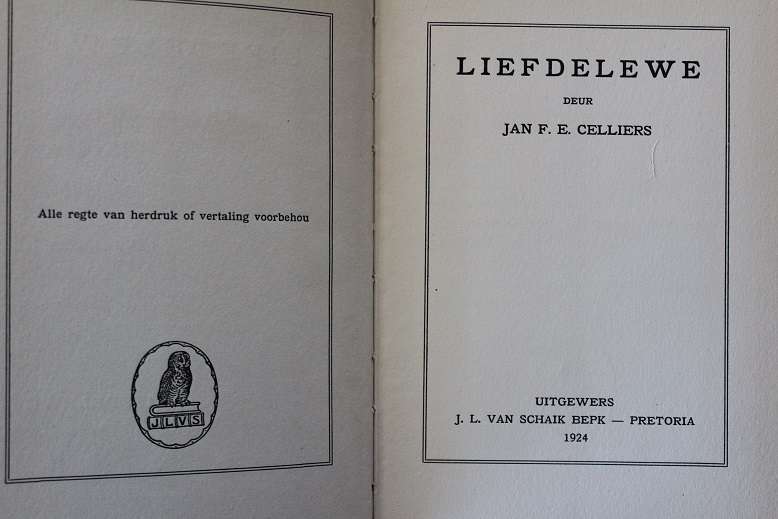 Alle regte van herdruk of vertaling voorbehou
JLVS
LIEFDELEWE
DEUR
JAN F. E. CELLIERS
UITGEWERS
J. L. VAN SCHAIK BEPK — PRETORIA
1924